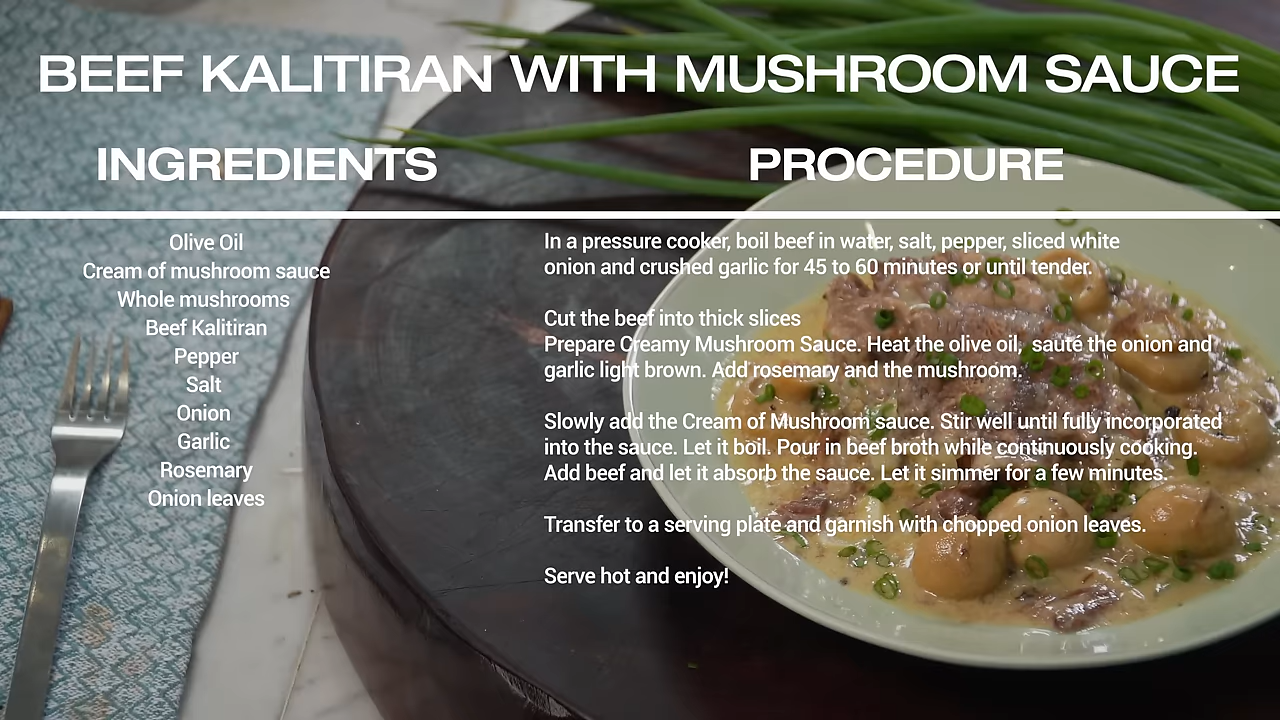 BEEF KALITIRAN WITH MUSHROOM SAUCE
INGREDIENTS
Olive Oil
Cream of mushroom sauce
Whole mushrooms
Beef Kalitiran
Pepper
Salt
Onion
Garlic
Rosemary
Onion leaves
PROCEDURE
In a pressure cooker, boil beef in water, salt, pepper, sliced white
onion and crushed garlic for 45 to 60 minutes or until tender.
Cut the beef into thick slices
Prepare Creamy Mushroom Sauce. Heat the olive oil, sauté the onion and
garlic light brown. Add rosemary and the mushroom.
Slowly add the Cream of Mushroom sauce. Stir well until fully incorporated
into the sauce. Let it boil. Pour in beef broth while continuously cooking.
Add beef and let it absorb the sauce. Let it simmer for a few minutes.
Transfer to a serving plate and garnish with chopped onion leaves.
Serve hot and enjoy!